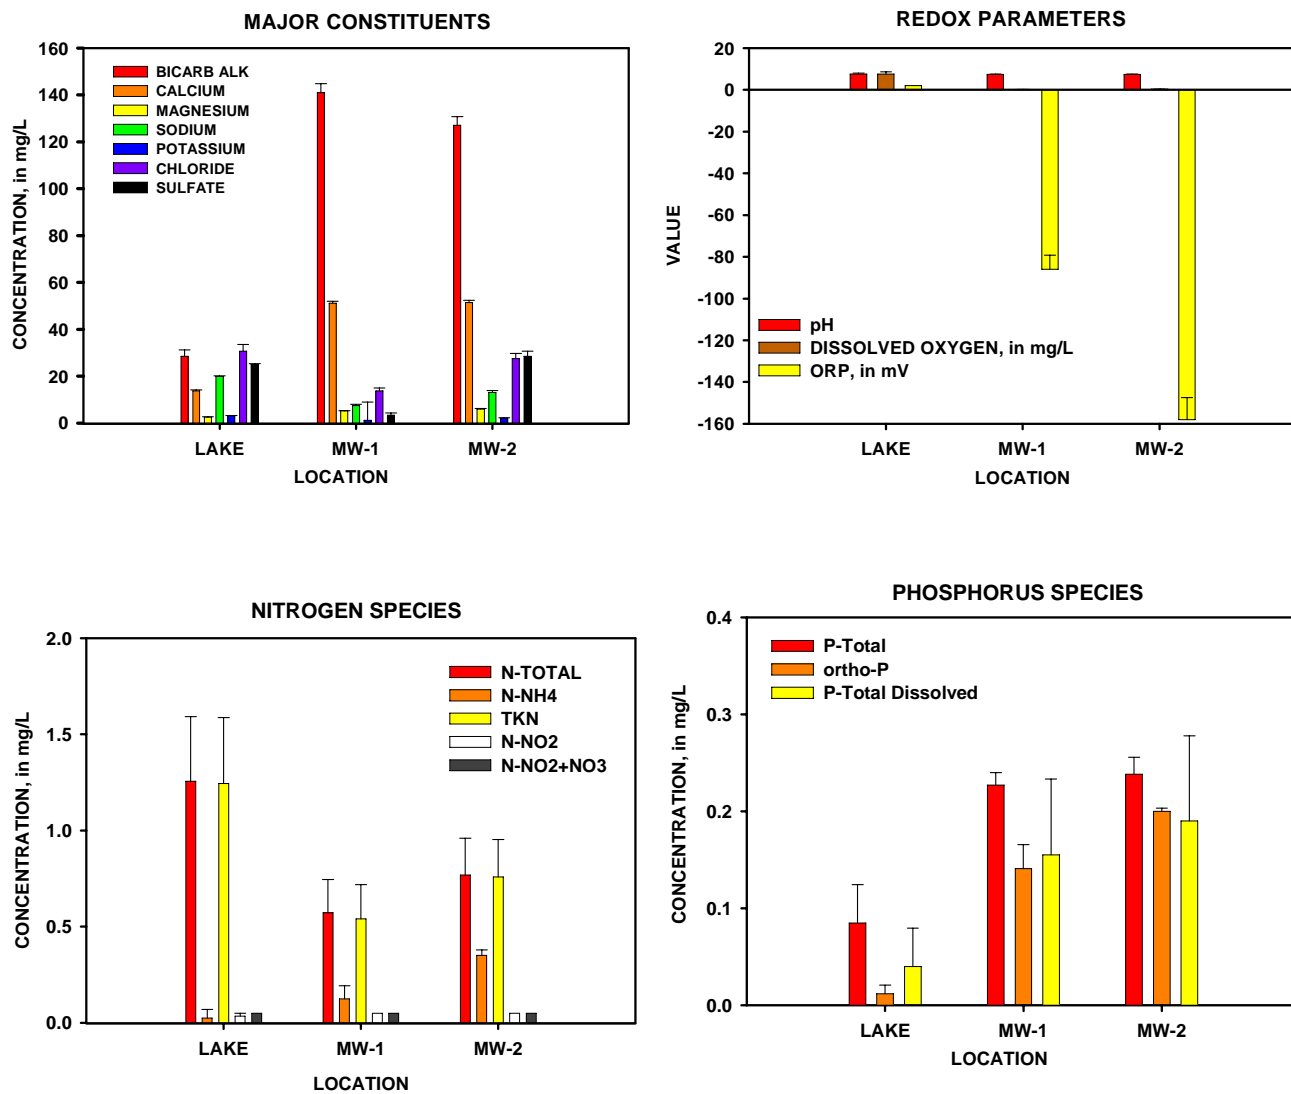 MAJOR CONSTITUENTS
CONCENTRATION, in mg/L
160
140
120
100
80
60
40
20
0
BICARB ALK
CALCIUM
MAGNESIUM
SODIUM
POTASSIUM
CHLORIDE
SULFATE
LAKE MW-1 MW-2
LOCATION
REDOX PARAMETERS
VALUE
20
0
-20
-40
-60
-80
-100
-120
-140
-160
pH
DISSOLVED OXYGEN, in mg/L
ORP, in mV
LAKE MW-1 MW-2
LOCATION
NITROGEN SPECIES
CONCENTRATION, in mg/L
2.0
1.5
1.0
0.5
0.0
N-TOTAL
N-NH4
TKN
N-NO2
N-NO2+NO3
LAKE MW-1 MW-2
LOCATION
PHOSPHORUS SPECIES
CONCENTRATION, in mg/L
0.4
0.3
0.2
0.1
0.0
P-Total
ortho-P
P-Total Dissolved
LAKE MW-1 MW-2
LOCATION